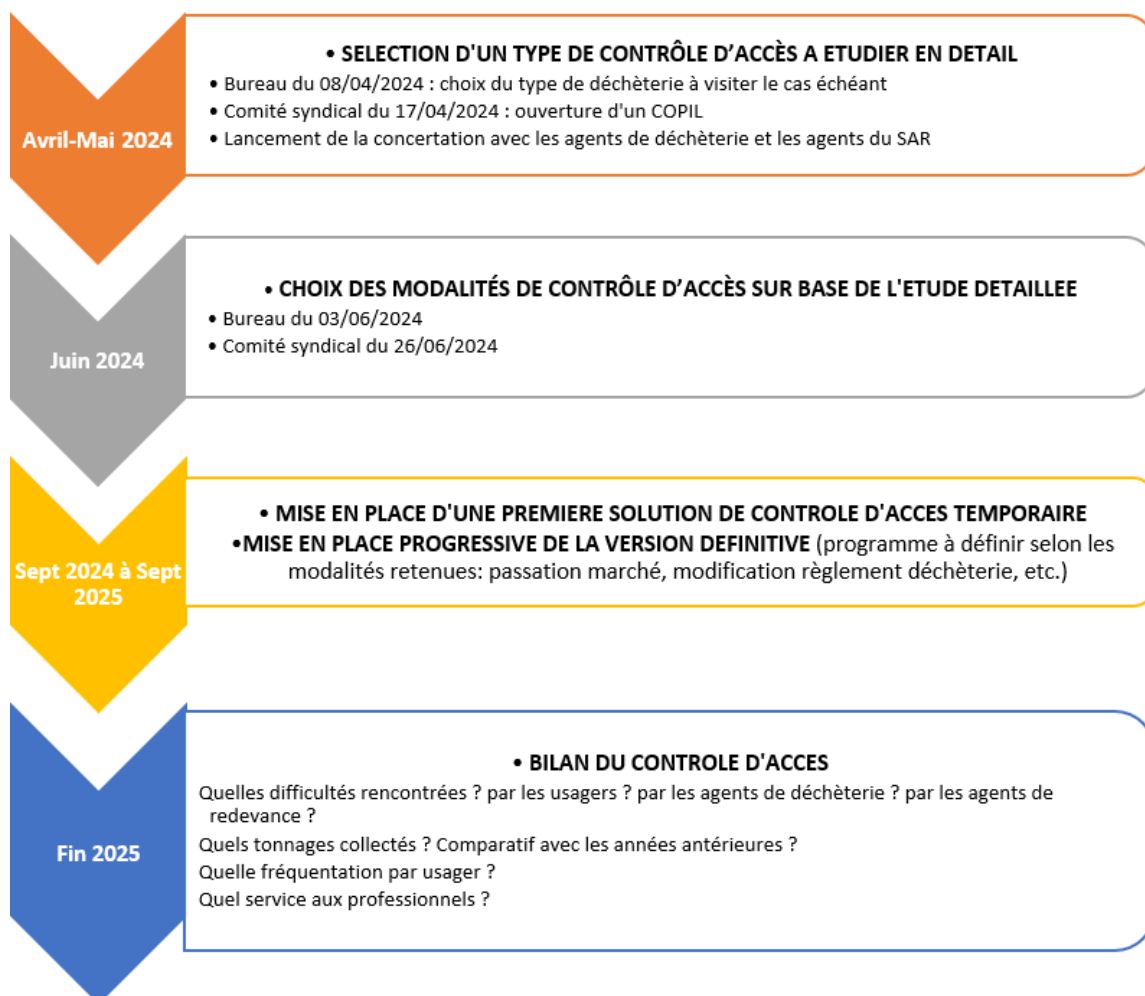 Avril-Mai 2024
• SELECTION D'UN TYPE DE CONTRÔLE D’ACCÈS A ETUDIER EN DETAIL
• Bureau du 08/04/2024 : choix du type de déchèterie à visiter le cas échéant
• Comité syndical du 17/04/2024 : ouverture d'un COPIL
• Lancement de la concertation avec les agents de déchèterie et les agents du SAR
Juin 2024
• CHOIX DES MODALITÉS DE CONTRÔLE D’ACCÈS SUR BASE DE L'ETUDE DETAILLEE
• Bureau du 03/06/2024
• Comité syndical du 26/06/2024
Sept 2024 à Sept
2025
• MISE EN PLACE D'UNE PREMIERE SOLUTION DE CONTROLE D'ACCES TEMPORAIRE
•MISE EN PLACE PROGRESSIVE DE LA VERSION DEFINITIVE (programme à définir selon les
modalités retenues: passation marché, modification règlement déchèterie, etc.)
Fin 2025
• BILAN DU CONTROLE D'ACCES
Quelles difficultés rencontrées ? par les usagers ? par les agents de déchèterie ? par les agents de
redevance ?
Quels tonnages collectés ? Comparatif avec les années antérieures ?
Quelle fréquentation par usager ?
Quel service aux professionnels ?